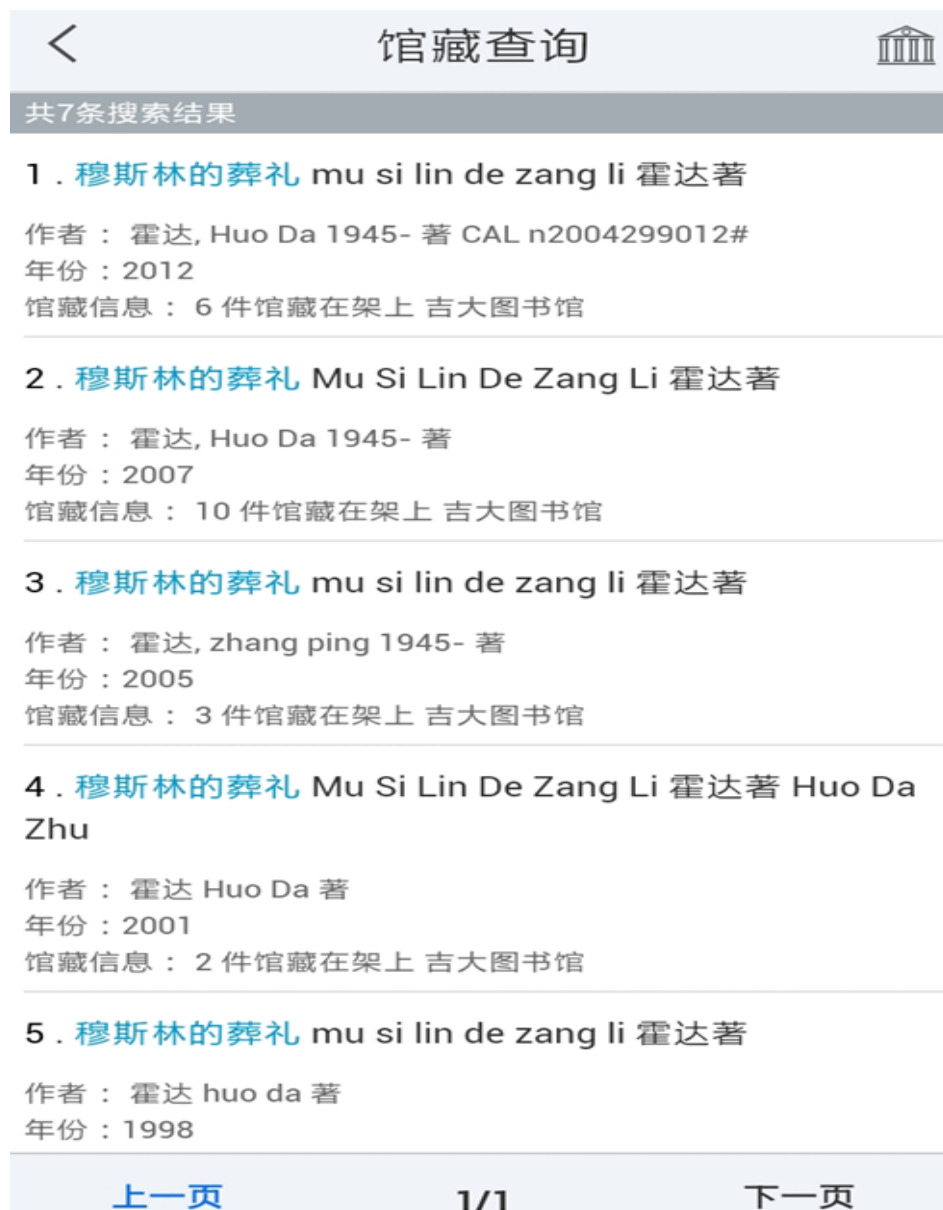 馆藏查询
共7条搜索结果
1 . 穆斯林的葬礼 mu si lin de zang li 霍达著
作者 : 霍达, Huo Da 1945- 著 CAL n2004299012#
年份 : 2012
馆藏信息 : 6 件馆藏在架上 吉大图书馆
2 . 穆斯林的葬礼 Mu Si Lin De Zang Li 霍达著
作者 : 霍达, Huo Da 1945- 著
年份 : 2007
馆藏信息 : 10 件馆藏在架上 吉大图书馆
3 . 穆斯林的葬礼 mu si lin de zang li 霍达著
作者 : 霍达, zhang ping 1945- 著
年份 : 2005
馆藏信息 : 3 件馆藏在架上 吉大图书馆
4 . 穆斯林的葬礼 Mu Si Lin De Zang Li 霍达著 Huo Da
Zhu
作者 : 霍达 Huo Da 著
年份 : 2001
馆藏信息 : 2 件馆藏在架上 吉大图书馆
5 . 穆斯林的葬礼 mu si lin de zang li 霍达著
作者 : 霍达 huo da 著
年份 : 1998
上一页 1/1 下一页